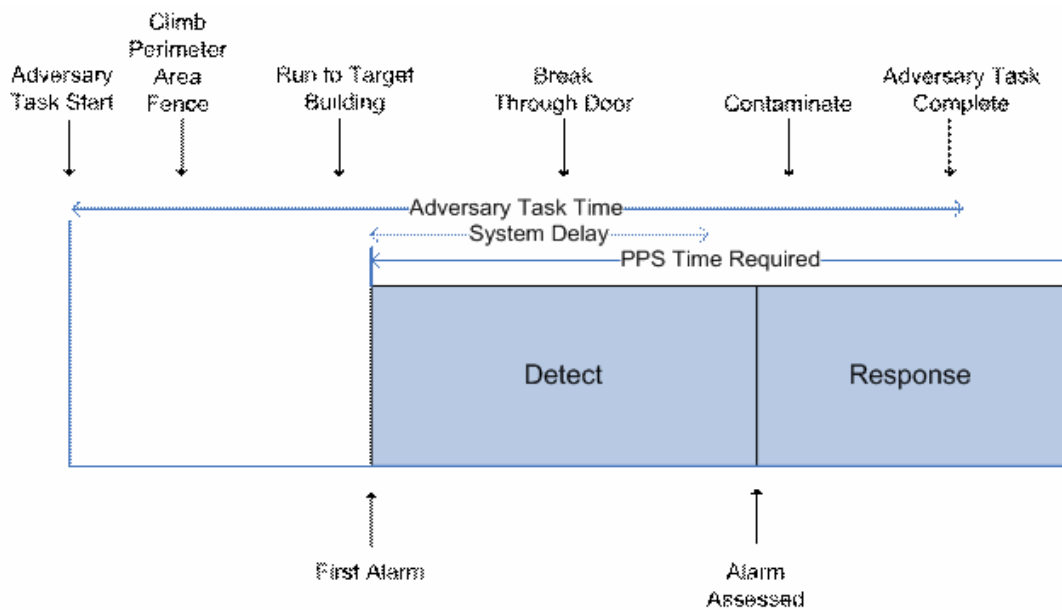 Adversary
Task Start
Climb
Perimeter
Area
Fence
Run to Target
Building
Break
Through Door
Contaminate
Adversary Task
Complete
Adversary Task Time
System Delay
PPS Time Required
Detect
Response
First Alarm
Alarm
Assessed